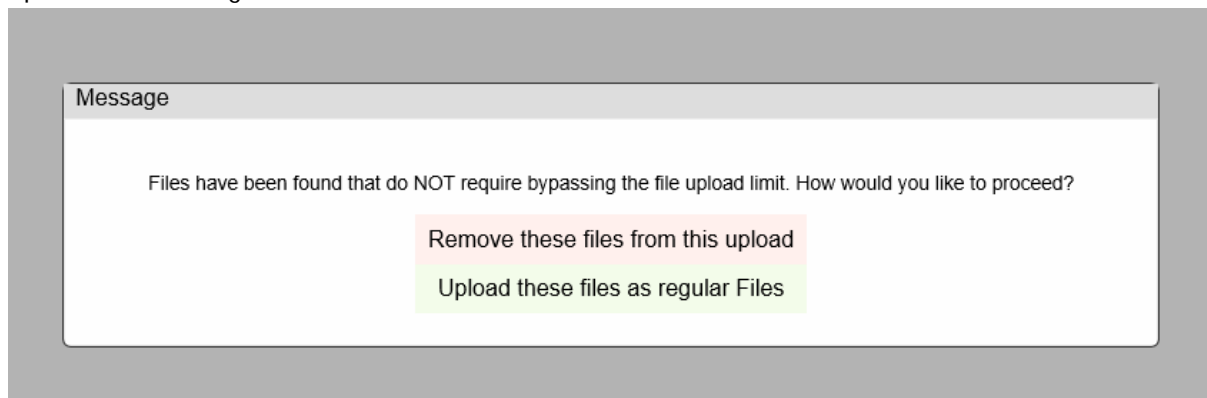 Message
Files have been found that do NOT require bypassing the file upload limit. How would you like to proceed?
Remove these files from this upload
Upload these files as regular Files